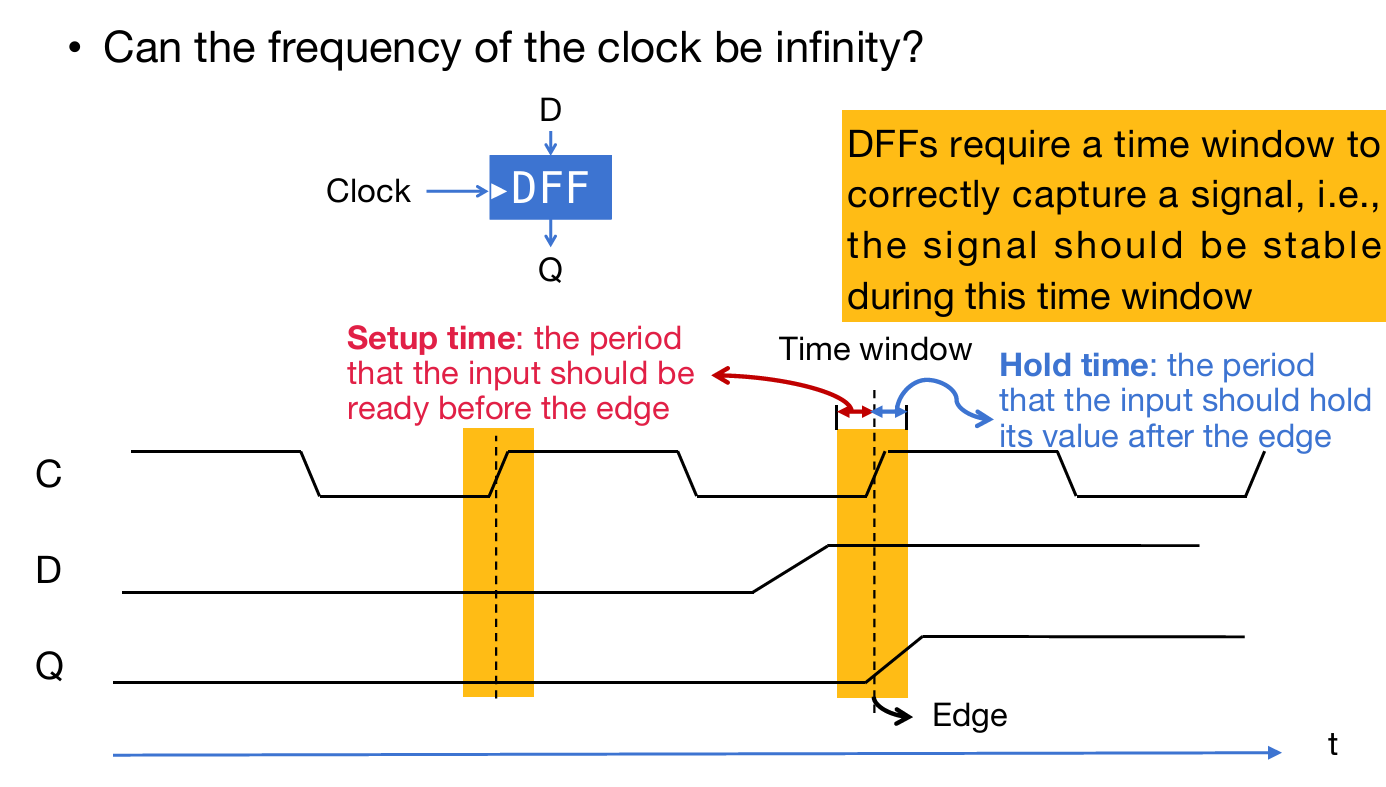 • Can the frequency of the clock be infinity?
D
Clock
DFF
Q
DFFs require a time window to
correctly capture a signal, i.e.,
the signal should be stable
during this time window
Setup time: the period
that the input should be
ready before the edge
Time window
Hold time: the period
that the input should hold
its value after the edge
C
D
Q
Edge
t